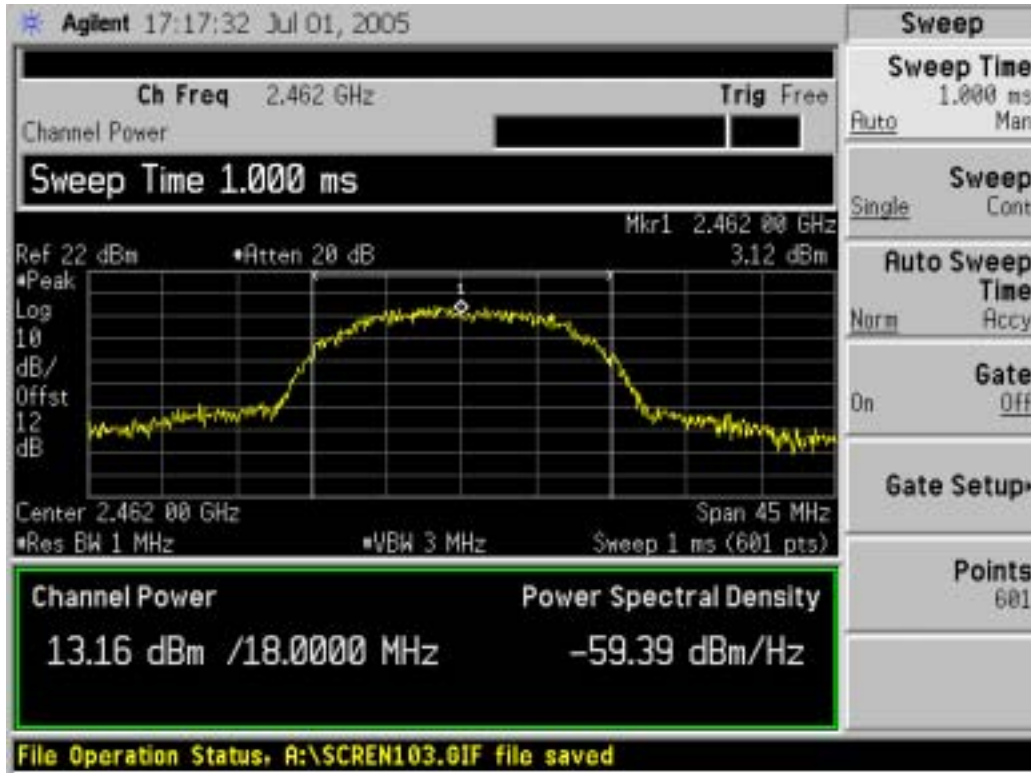 Agilent 17:17:32 Jul 01, 2005
Ch Freq 2.462 GHz Trig Free
Channel Power
Sweep Time 1.000 ms
Mkr1 2.462 00 GHz
Ref 22 dBm *Atten 20 dB 3.12 dBm
*Peak
Log
10
dB/
Offst
12
dB
1
Center 2.462 00 GHz Span 45 MHz
*Res BW 1 MHz *VBW 3 MHz Sweep 1 ms (601 pts)
Channel Power Power Spectral Density
13.16 dBm /18.0000 MHz -59.39 dBm/Hz
File Operation Status, A:\SCREN103.GIF file saved
Sweep
Sweep Time
1.000 ms
Auto Man
Sweep
Single Cont
Auto Sweep
Time
Norm Accy
Gate
On Off
Gate Setup
Points
601